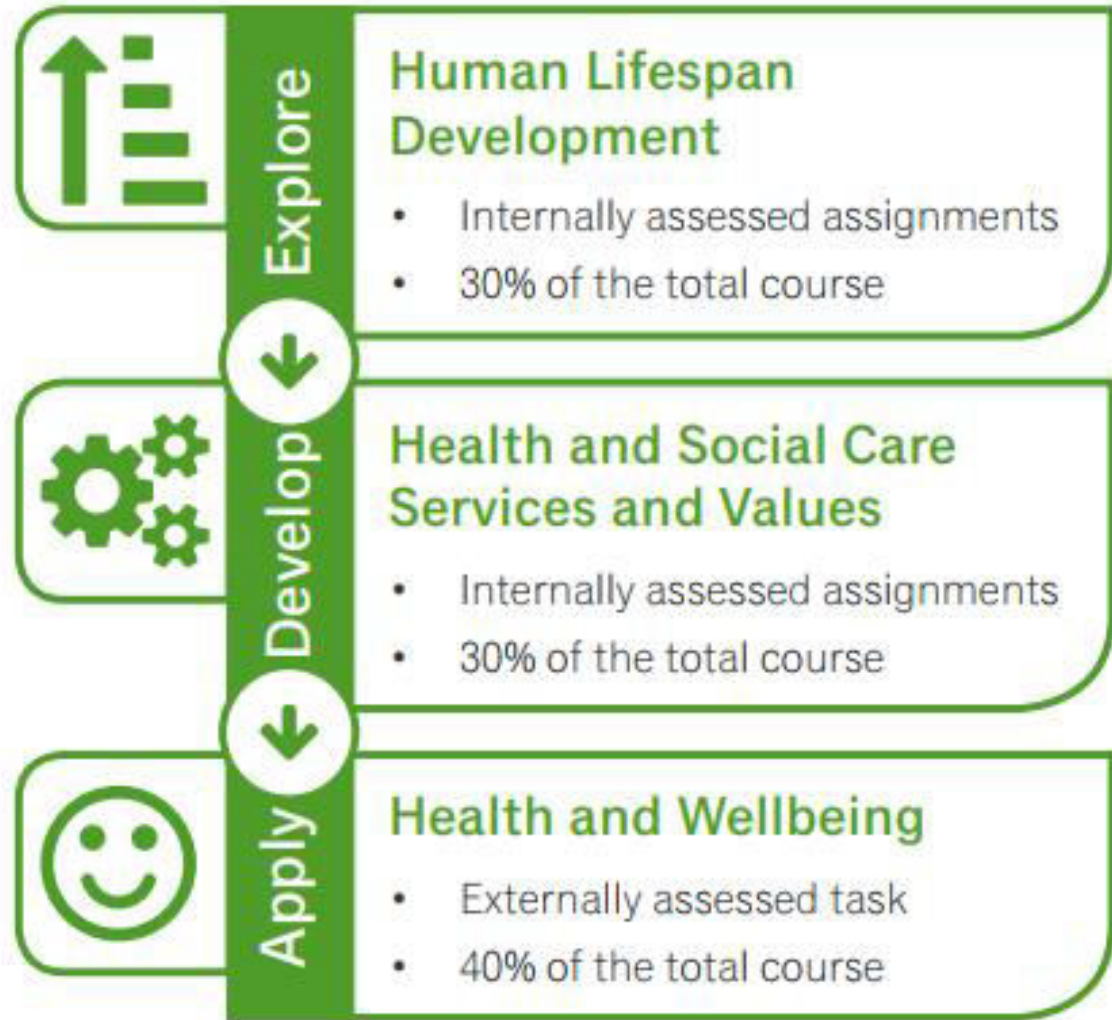 Explore
Human Lifespan
Development
• Internally assessed assignments
• 30% of the total course
Develop
Health and Social Care
Services and Values
• Internally assessed assignments
• 30% of the total course
Apply
Health and Wellbeing
• Externally assessed task
• 40% of the total course